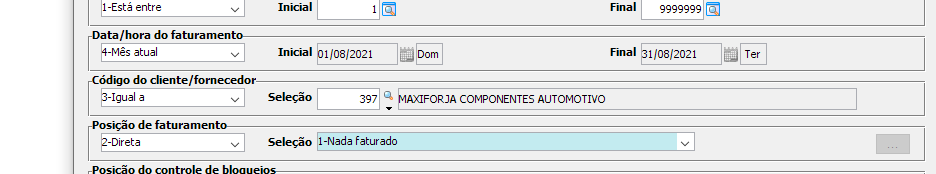 1-Está entre Inicial 1 Final 9999999
Data/hora do faturamento
4-Mês atual Inicial 01/08/2021 Dom Final 31/08/2021 Ter
Código do cliente/fornecedor
3-Igual a Seleção 397 MAXIFORJA COMPONENTES AUTOMOTIVO
Posição de faturamento
2-Direta Seleção 1-Nada faturado ...
Posição do controle de bloqueios